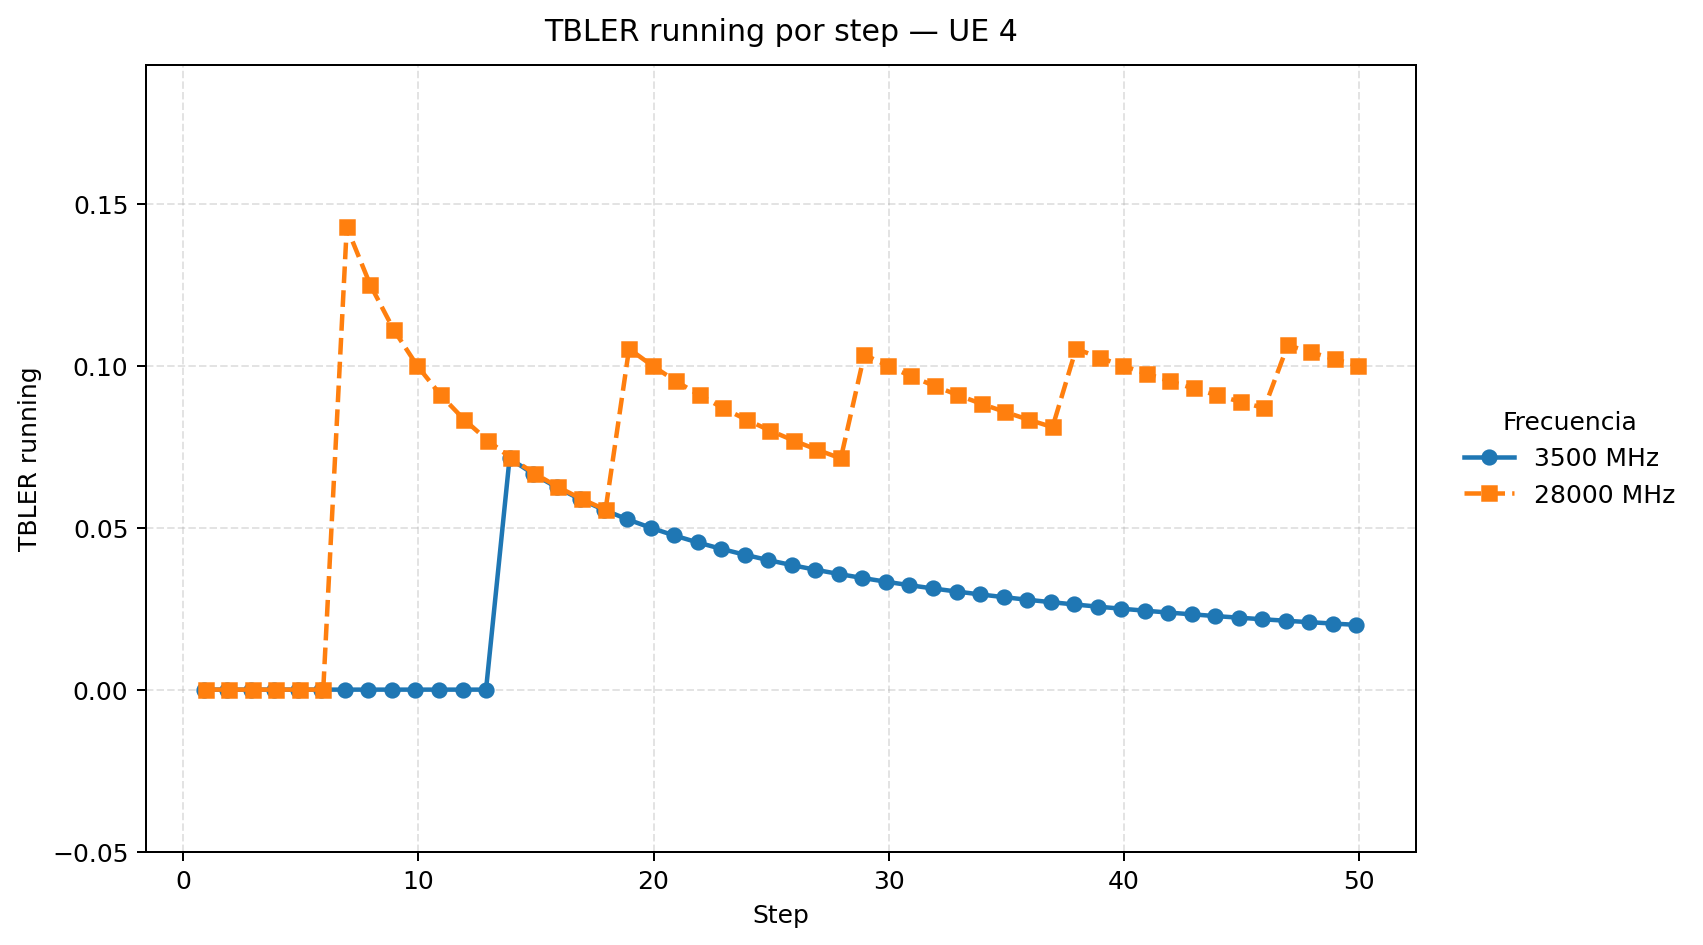 TBLER running por step — UE 4
TBLER running
0.15
0.10
0.05
0.00
−0.05
0
10
20
30
40
50
Step
Frecuencia
3500 MHz
28000 MHz